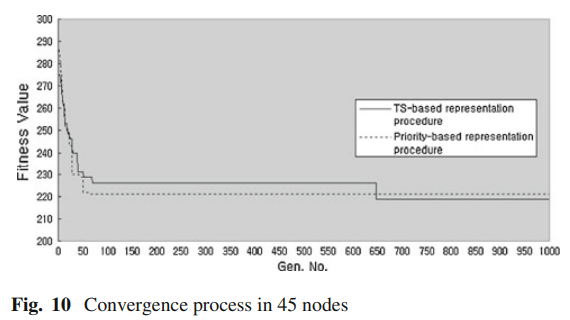 300
290
280
270
260
250
240
230
220
210
200
Fitness Value
TS-based representation
procedure
Priority-based representation
procedure
0 50 100 150 200 250 300 350 400 450 500 550 600 650 700 750 800 850 900 950 1000
Gen. No.
Fig. 10 Convergence process in 45 nodes